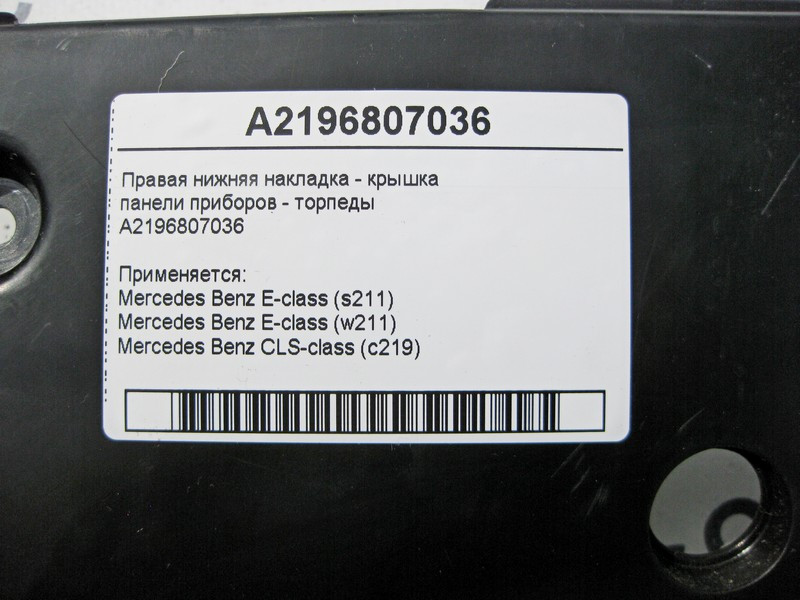 A2196807036
Правая нижняя накладка - крышка
панели приборов - торпеды
A2196807036
Применяется:
Mercedes Benz E-class (s211)
Mercedes Benz E-class (w211)
Mercedes Benz CLS-class (c219)